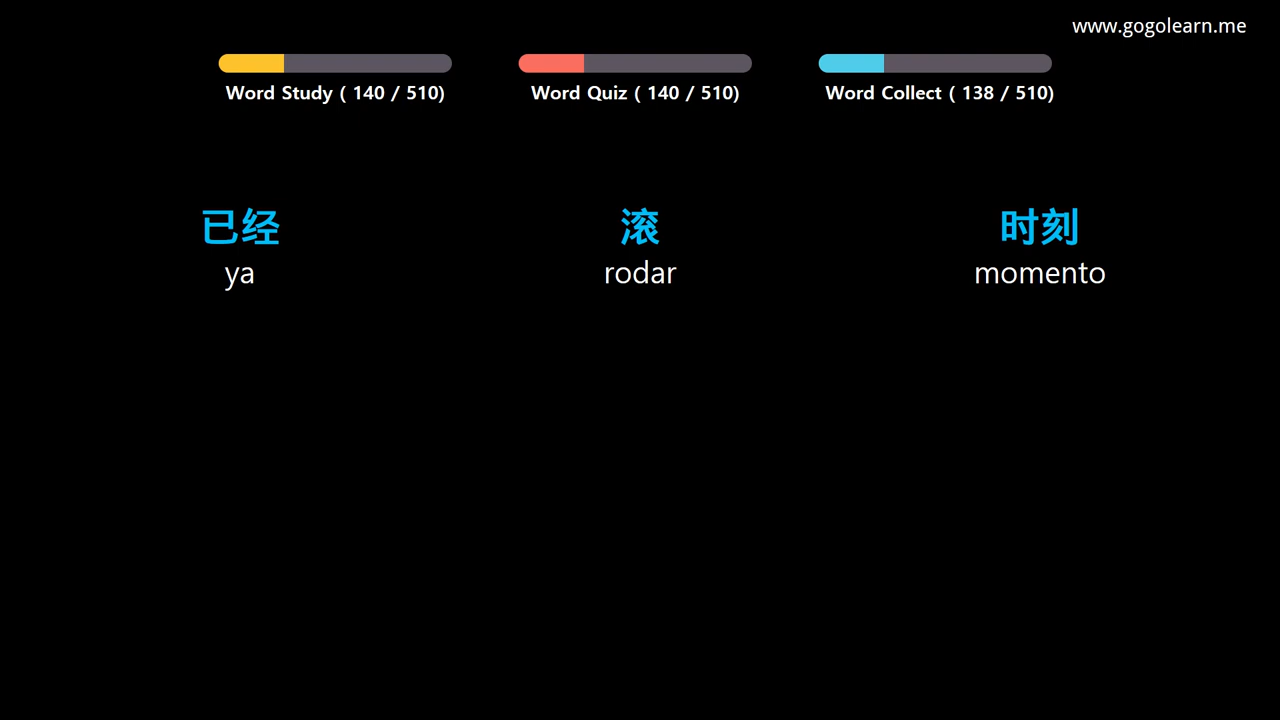 www.gogolearn.me
Word Study ( 140 / 510)
Word Quiz ( 140 / 510)
Word Collect ( 138 / 510)
已经
ya
滚
rodar
时刻
momento